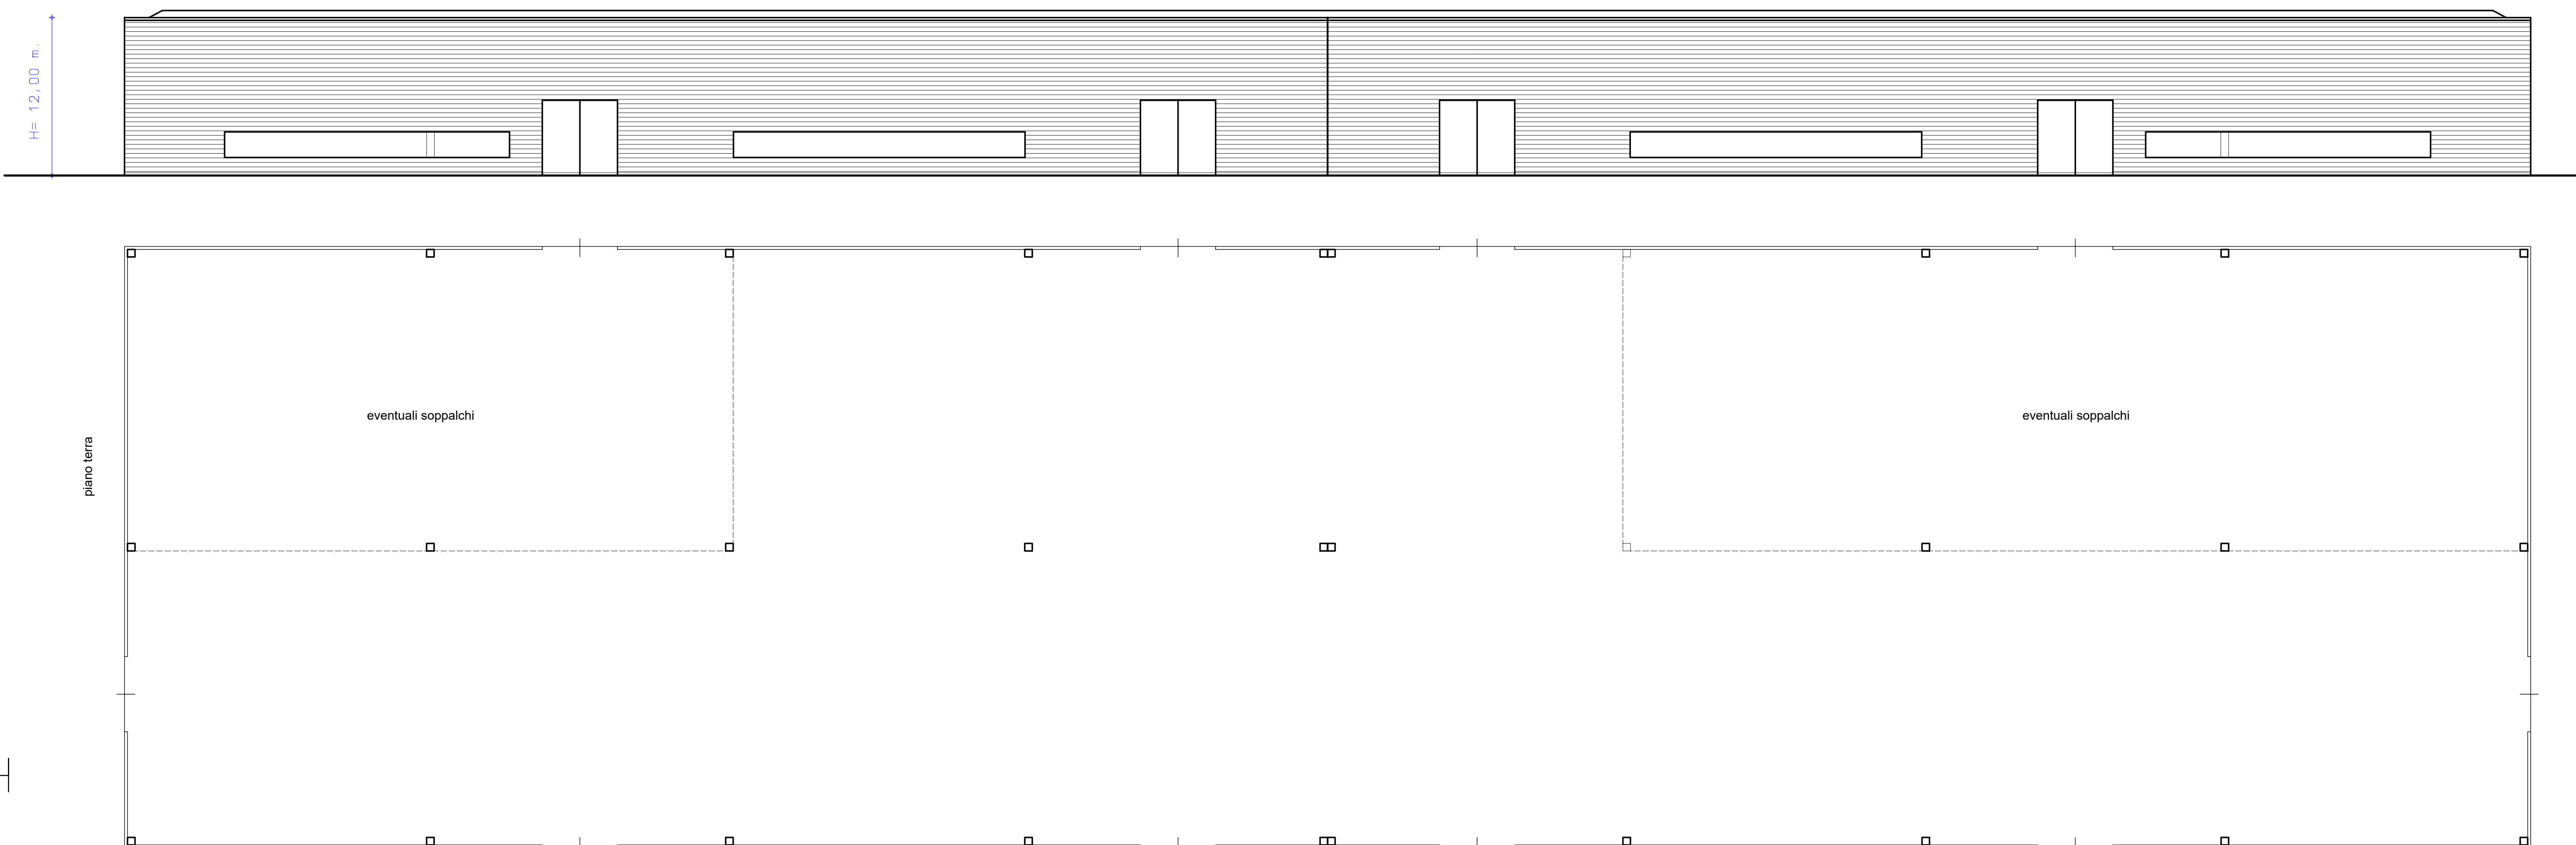 H= 12,00 m.
eventuali soppalchi
eventuali soppalchi
piano terra